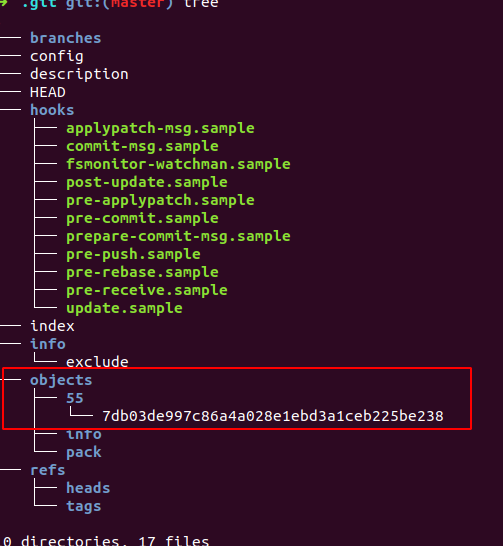 ➜ .git git:(master) tree
├── branches
├── config
├── description
├── HEAD
├── hooks
│   ├── applypatch-msg.sample
│   ├── commit-msg.sample
│   ├── fsmonitor-watchman.sample
│   ├── post-update.sample
│   ├── pre-applypatch.sample
│   ├── pre-commit.sample
│   ├── prepare-commit-msg.sample
│   ├── pre-push.sample
│   ├── pre-rebase.sample
│   ├── pre-receive.sample
│   └── update.sample
├── index
├── info
│   └── exclude
├── objects
│   ├── 55
│   │   └── 7db03de997c86a4a028e1ebd3a1ceb225be238
│   ├── info
│   └── pack
└── refs
    ├── heads
    └── tags
0 directories, 17 files